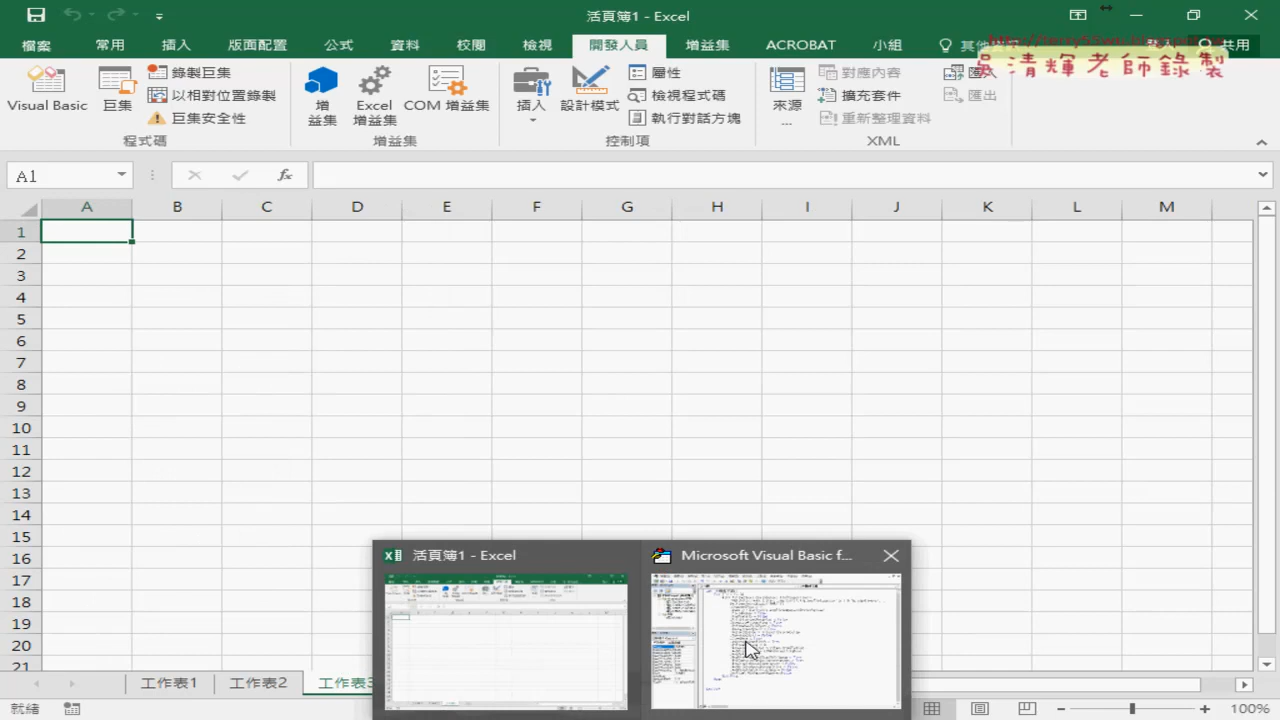 活頁簿1 - Excel
檔案 常用 插入 版面配置 公式 資料 校閱 檢視 開發人員 增益集 ACROBAT 小組 共用
吳清輝老師錄製
Visual Basic
巨集
錄製巨集
以相對位置錄製
巨集安全性
程式碼
增益集
Excel 增益集
COM 增益集
增益集
插入
設計模式
屬性
檢視程式碼
執行對話方塊
控制項
來源
...
對應內容
擴充套件
重新整理資料
匯出
XML
A1
fx
A B C D E F G H I J K L M
1
2
3
4
5
6
7
8
9
10
11
12
13
14
15
16
17
18
19
20
21
活頁簿1 - Excel
Microsoft Visual Basic f...
工作表1 工作表2 工作表3
就緒
100%